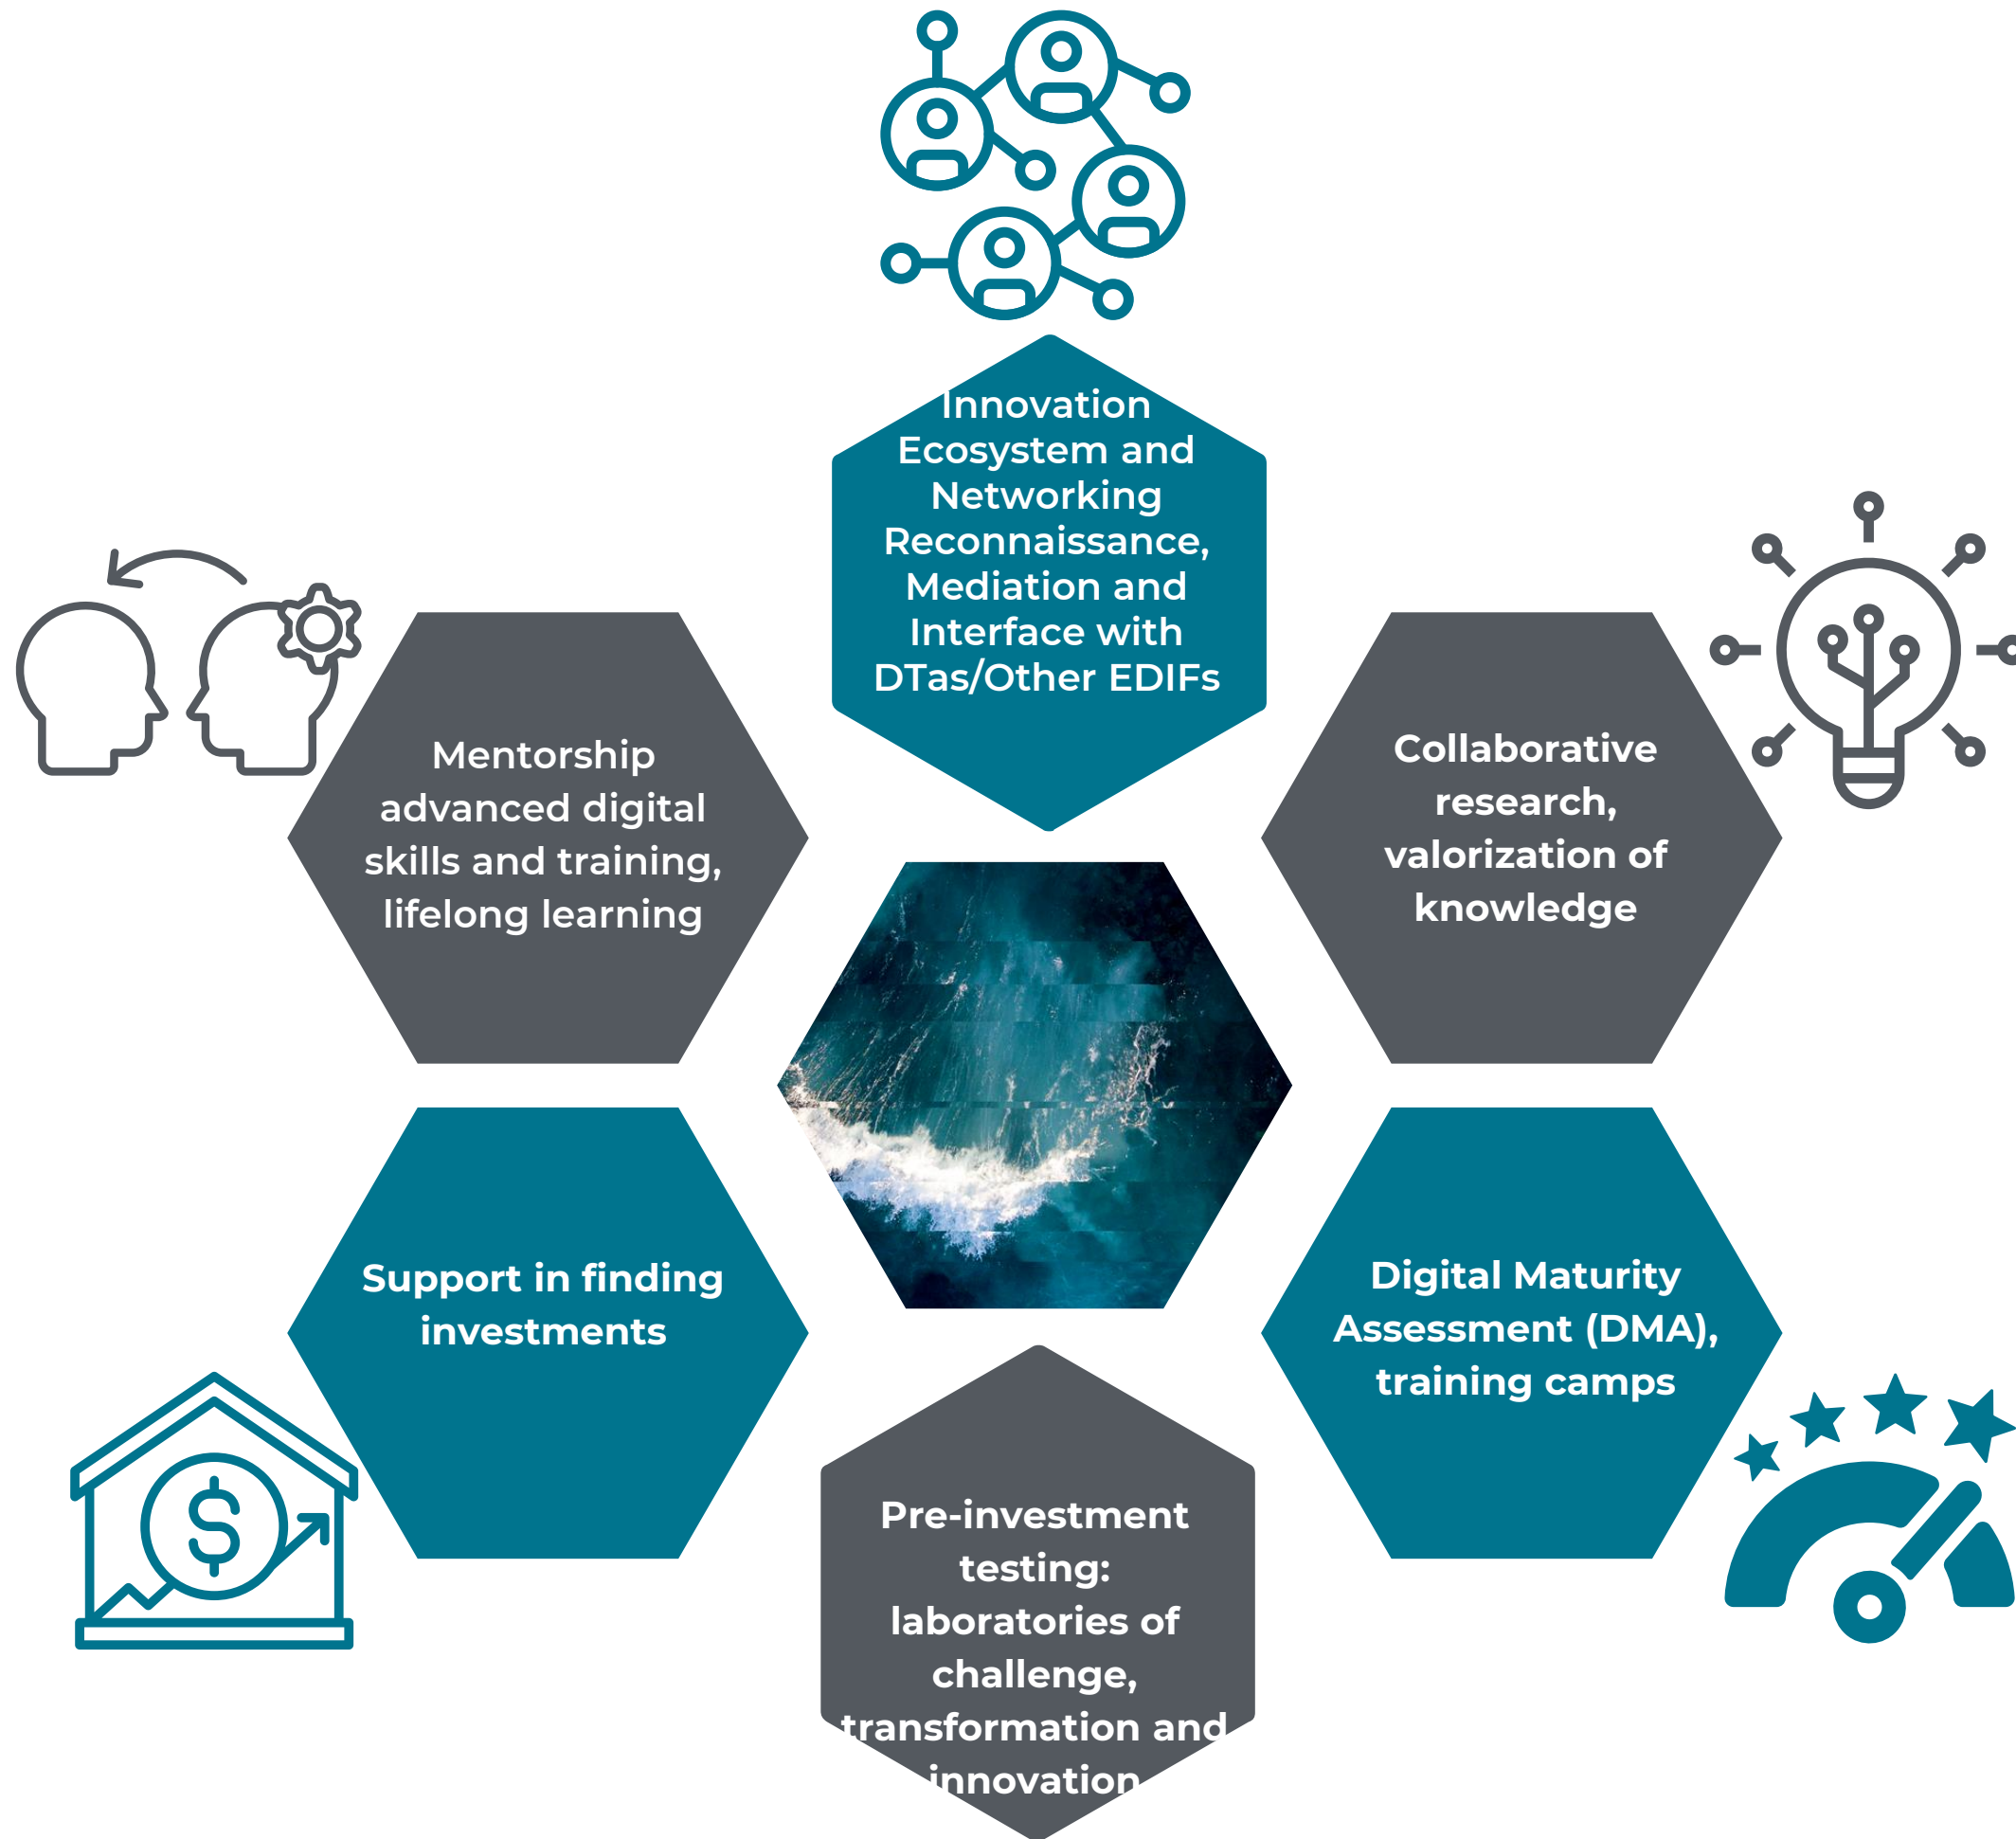 Innovation
Ecosystem and
Networking
Reconnaissance,
Mediation and
Interface with
DTas/Other EDIFs
Mentorship
advanced digital
skills and training,
lifelong learning
Collaborative
research,
valorization of
knowledge
Support in finding
investments
Digital Maturity
Assessment (DMA),
training camps
Pre-investment
testing:
laboratories of
challenge,
transformation and
innovation
$